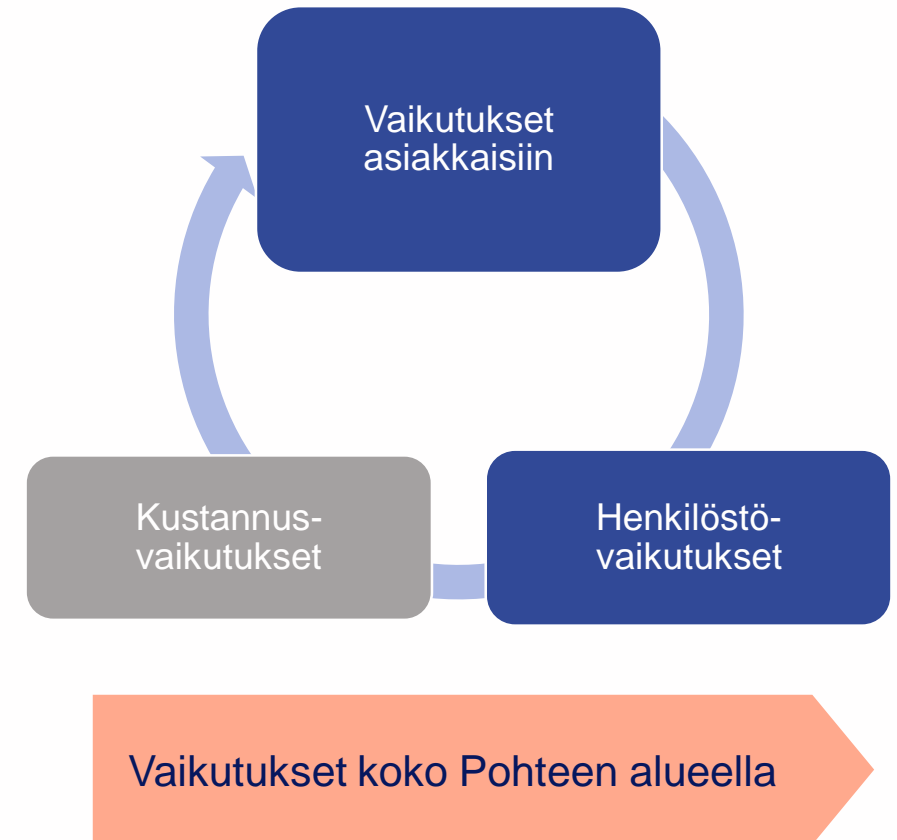 Vaikutukset
asiakkaisiin
Kustannus-
vaikutukset
Henkilöstö-
vaikutukset
Vaikutukset koko Pohteen alueella